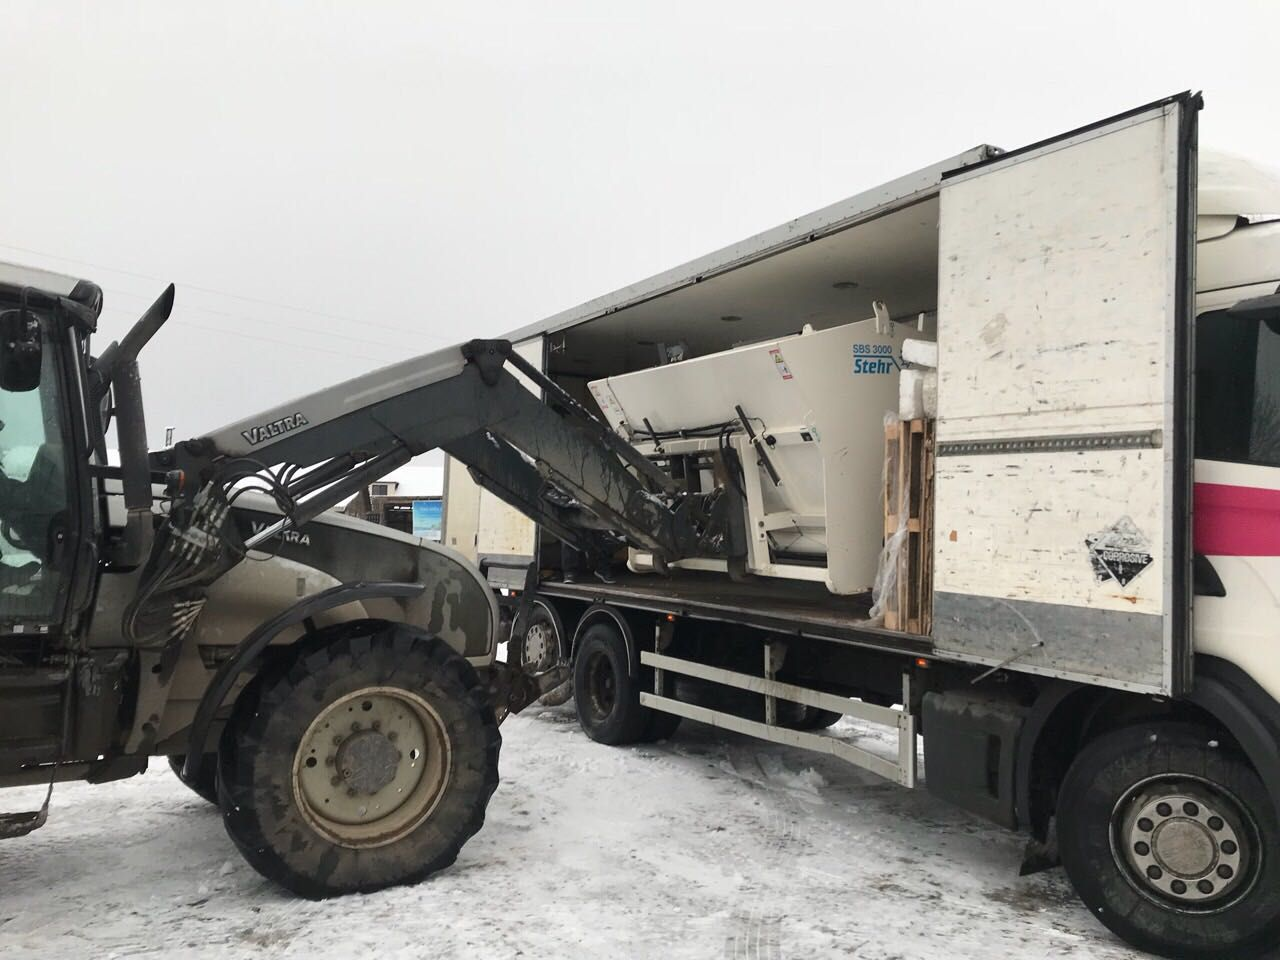 VALTRA
VALTRA
SBS 3000
Stehr
CORROSIVE